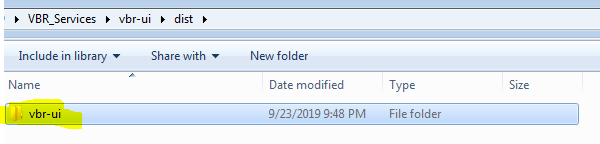 VBR_Services vbr-ui dist
Include in library Share with New folder
Name Date modified Type Size
vbr-ui 9/23/2019 9:48 PM File folder